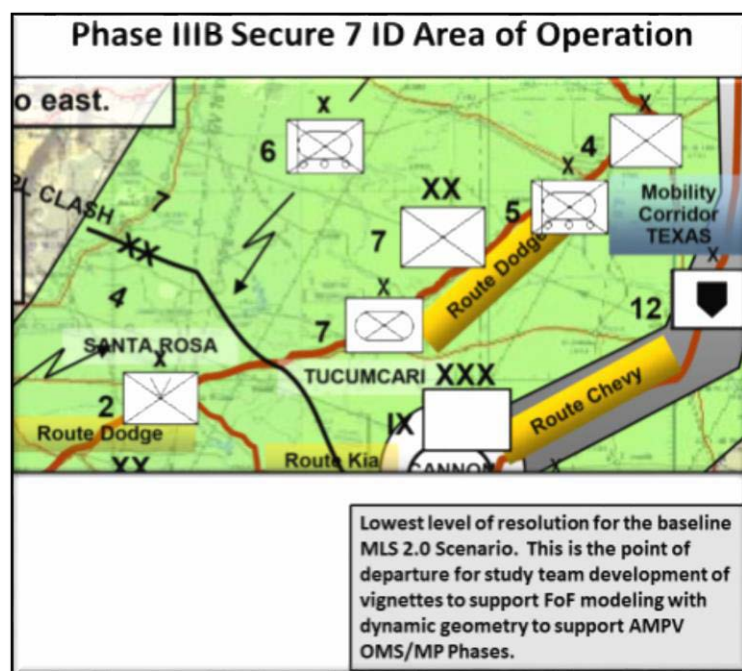 Phase IIIB Secure 7 ID Area of Operation
o east.
X
6
X
4
XX
X
5
7
Mobility
Corridor
TEXAS
PL CLASH
7
XX
4
Route Dodge
X
7
X
12
SANTA ROSA
X
2
TUCUMCARI
XXX
IX
Route Chevy
Route Dodge
XX
Route Kia
CANNON
X
Lowest level of resolution for the baseline
MLS 2.0 Scenario. This is the point of
departure for study team development of
vignettes to support FoF modeling with
dynamic geometry to support AMPV
OMS/MP Phases.